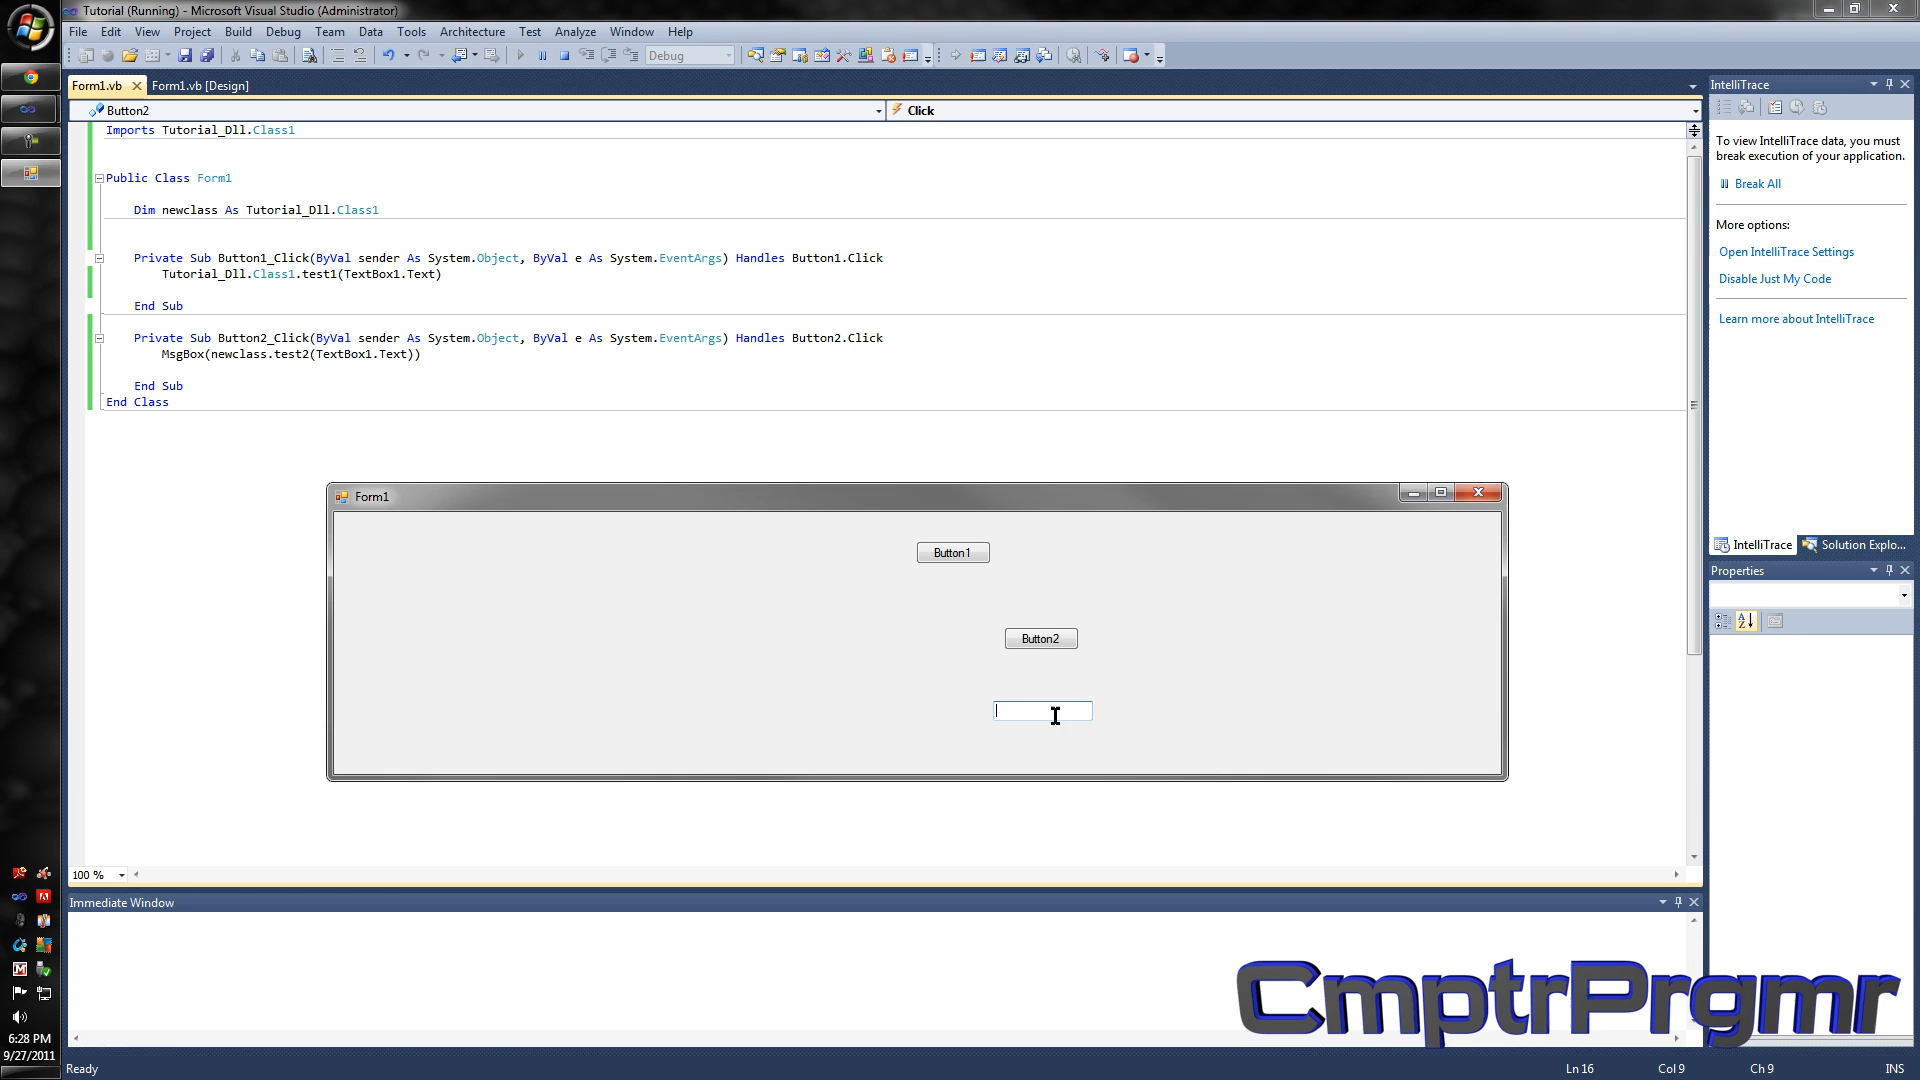 Tutorial (Running) - Microsoft Visual Studio (Administrator)
File Edit View Project Build Debug Team Data Tools Architecture Test Analyze Window Help
Debug
Form1.vb Form1.vb [Design]
Button2 Click
Imports Tutorial_Dll.Class1
Public Class Form1
Dim newclass As Tutorial_Dll.Class1
Private Sub Button1_Click(ByVal sender As System.Object, ByVal e As System.EventArgs) Handles Button1.Click
Tutorial_Dll.Class1.test1(TextBox1.Text)
End Sub
Private Sub Button2_Click(ByVal sender As System.Object, ByVal e As System.EventArgs) Handles Button2.Click
MsgBox(newclass.test2(TextBox1.Text))
End Sub
End Class
Form1
Button1
Button2
100 %
Immediate Window
IntelliTrace
To view IntelliTrace data, you must
break execution of your application.
Break All
More options:
Open IntelliTrace Settings
Disable Just My Code
Learn more about IntelliTrace
IntelliTrace Solution Explo...
Properties
CmptrPrgmr
6:28 PM
9/27/2011
Ready Ln 16 Col 9 Ch 9 INS